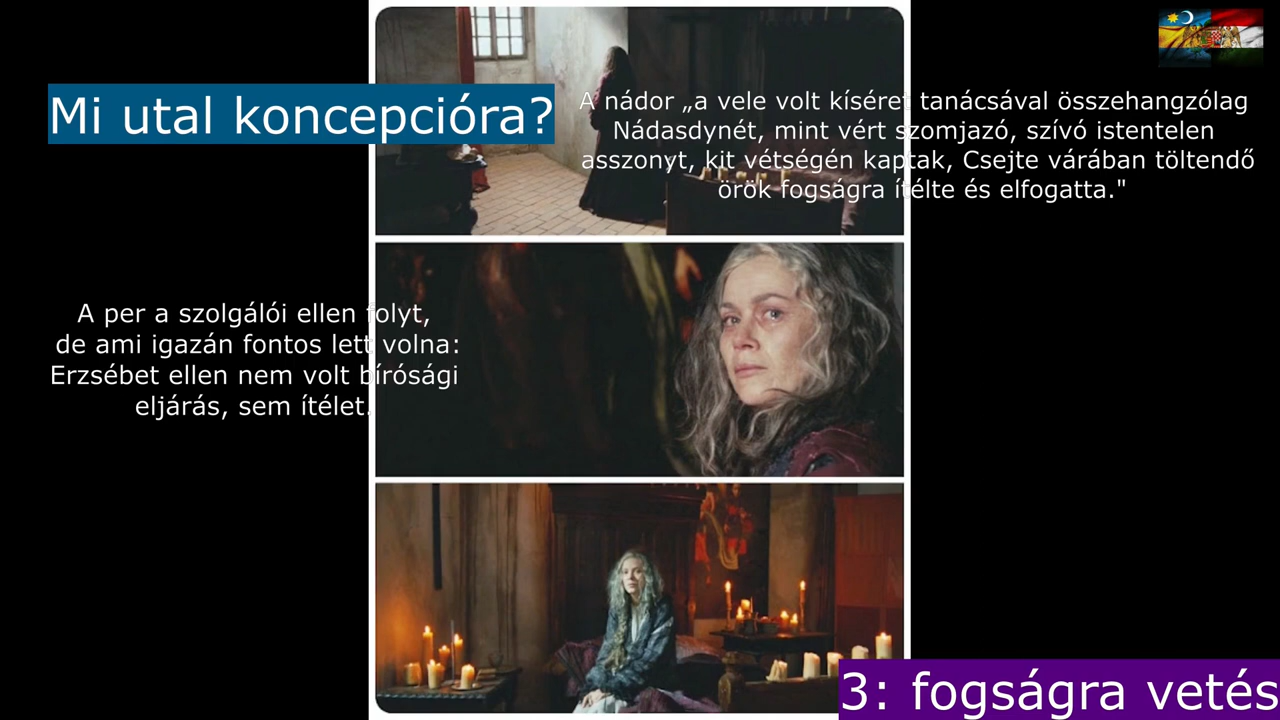 Mi utal koncepcióra?
A nádor „a vele volt kíséret tanácsával összehangzólag
Nádasdynét, mint vért szomjazó, szívó istentelen
asszonyt, kit vétségén kaptak, Csejte várában töltendő
örök fogságra ítélte és elfogatta."
A per a szolgálói ellen folyt,
de ami igazán fontos lett volna:
Erzsébet ellen nem volt bírósági
eljárás, sem ítélet.
3: fogságra vetés